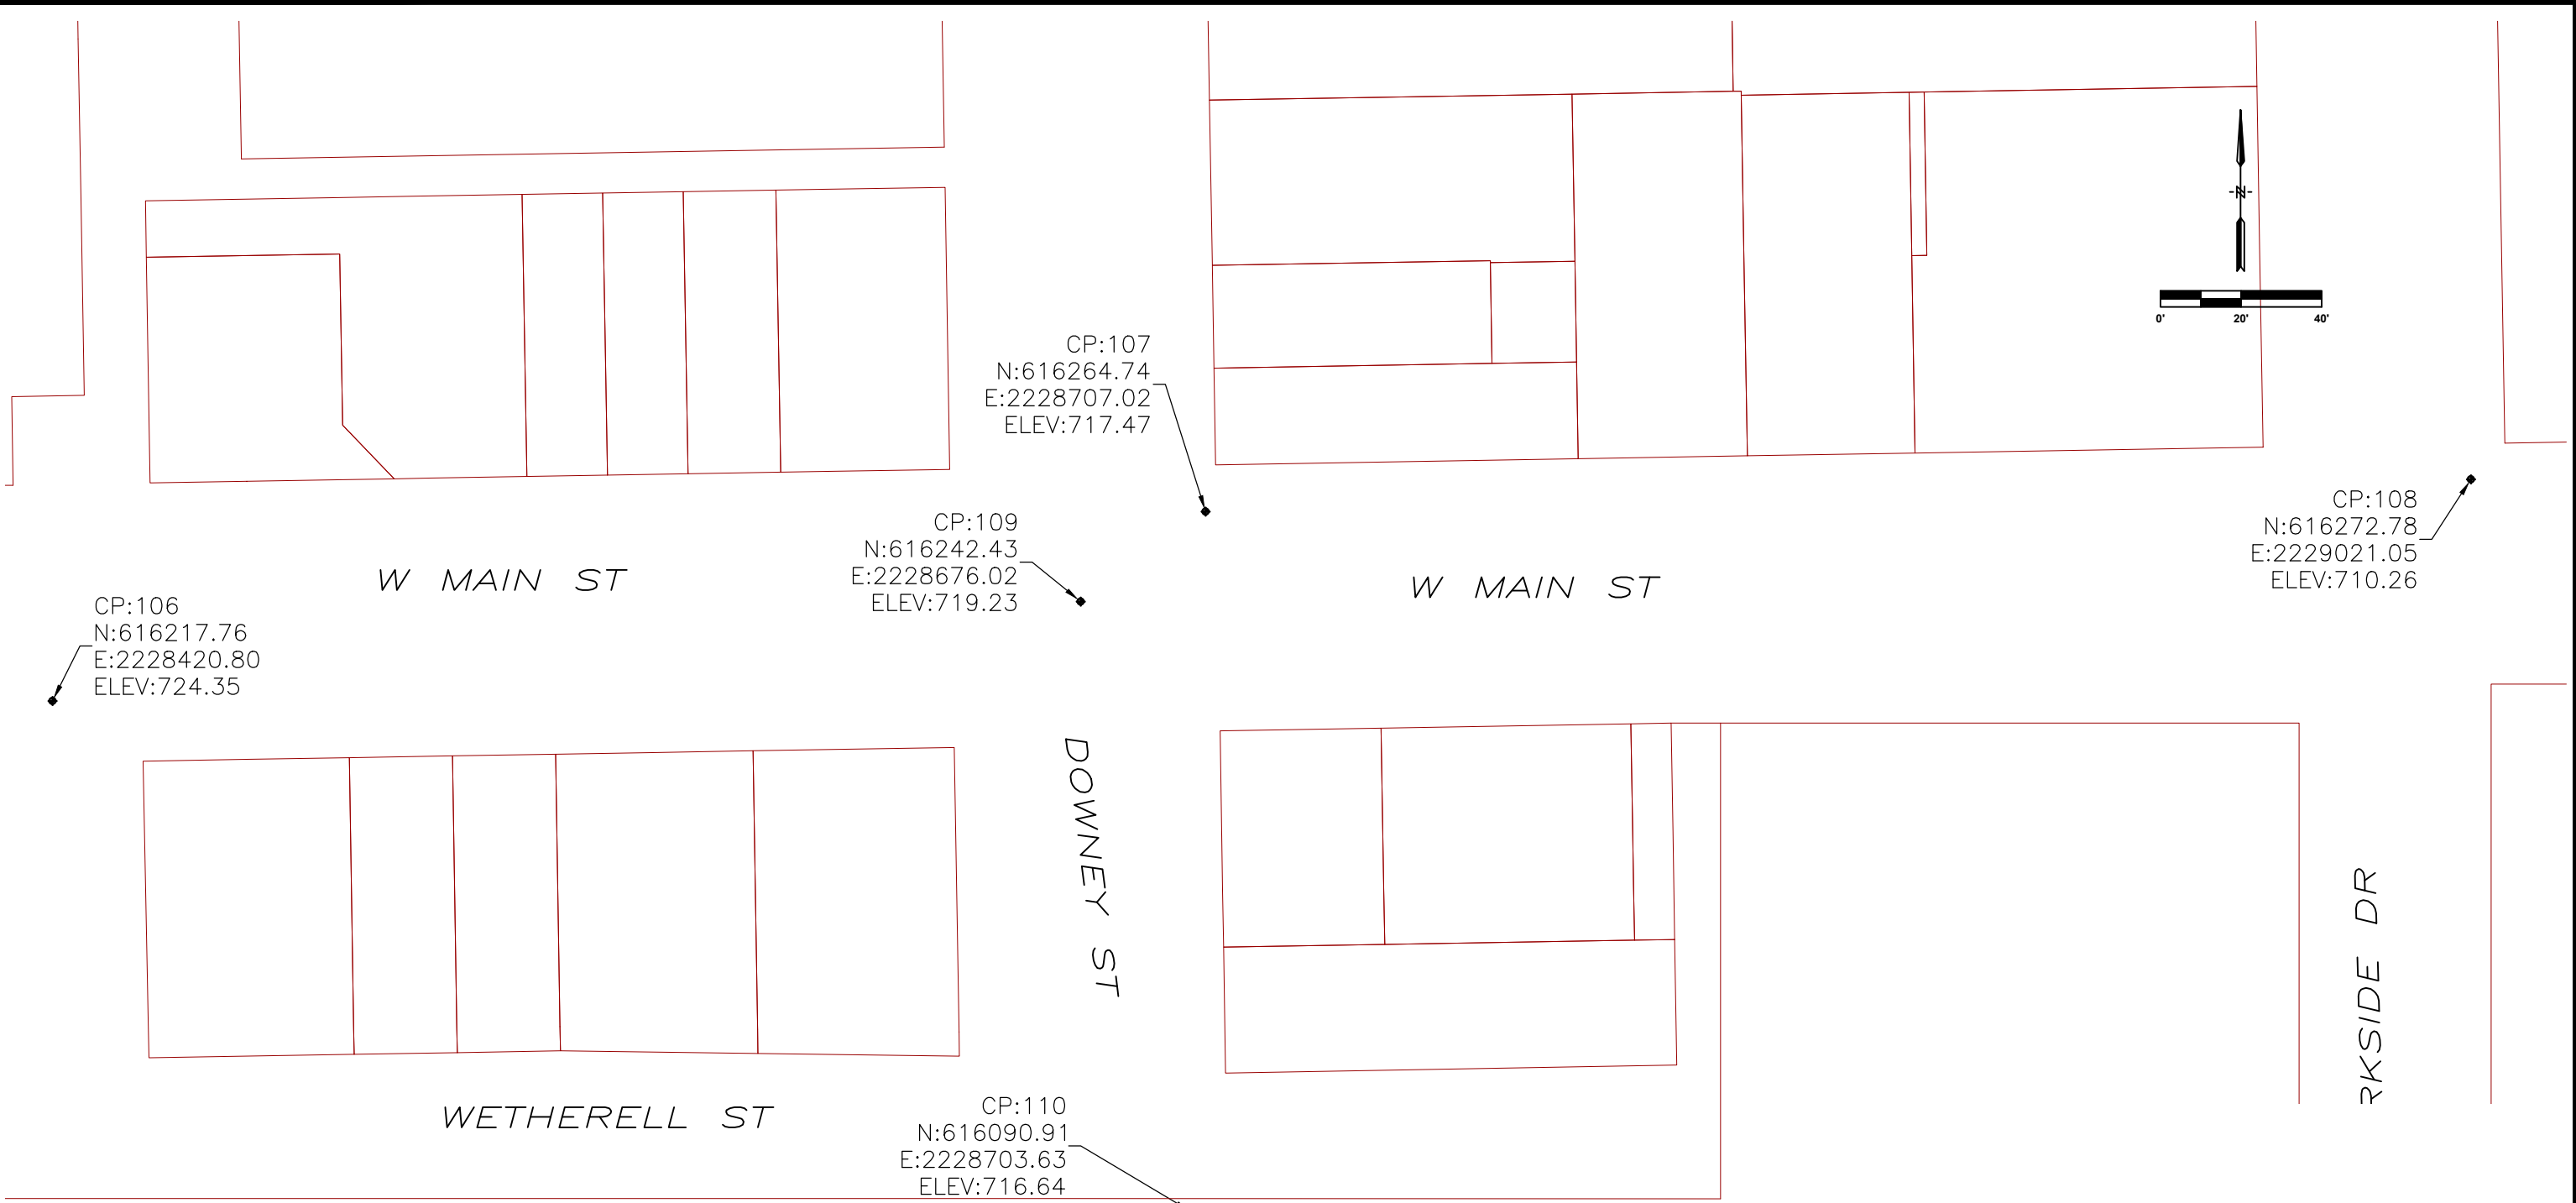 -N-
0' 20' 40'
CP:107
N:616264.74
E:2228707.02
ELEV:717.47
CP:108
N:616272.78
E:2229021.05
ELEV:710.26
CP:109
N:616242.43
E:2228676.02
ELEV:719.23
W MAIN ST
W MAIN ST
CP:106
N:616217.76
E:2228420.80
ELEV:724.35
DOWNEY ST
RKSIDE DR
WETHERELL ST
CP:110
N:616090.91
E:2228703.63
ELEV:716.64